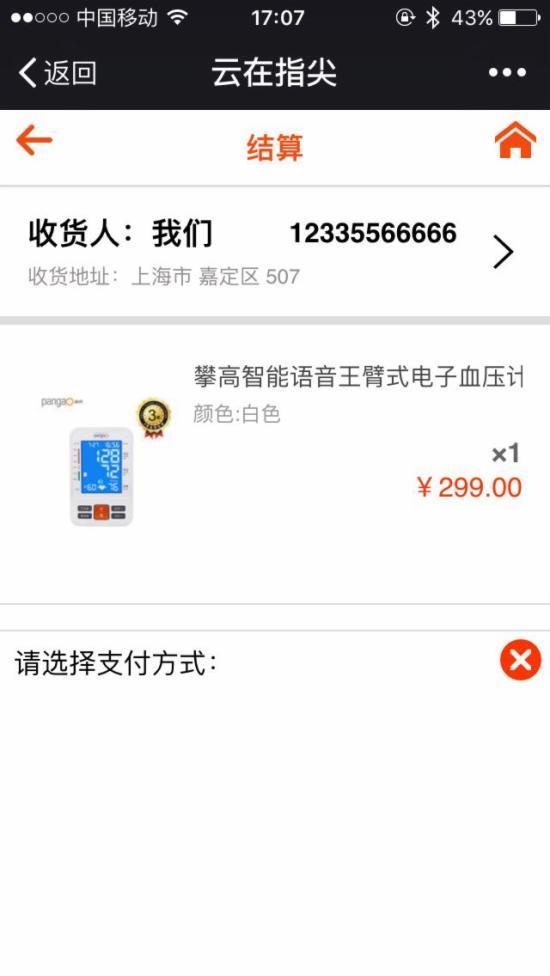 中国移动 17:07 43%
返回 云在指尖
结算
收货人：我们 12335566666
收货地址：上海市 嘉定区 507
攀高智能语音王臂式电子血压计
颜色:白色
pangao
3
128
72
×1
￥299.00
请选择支付方式：